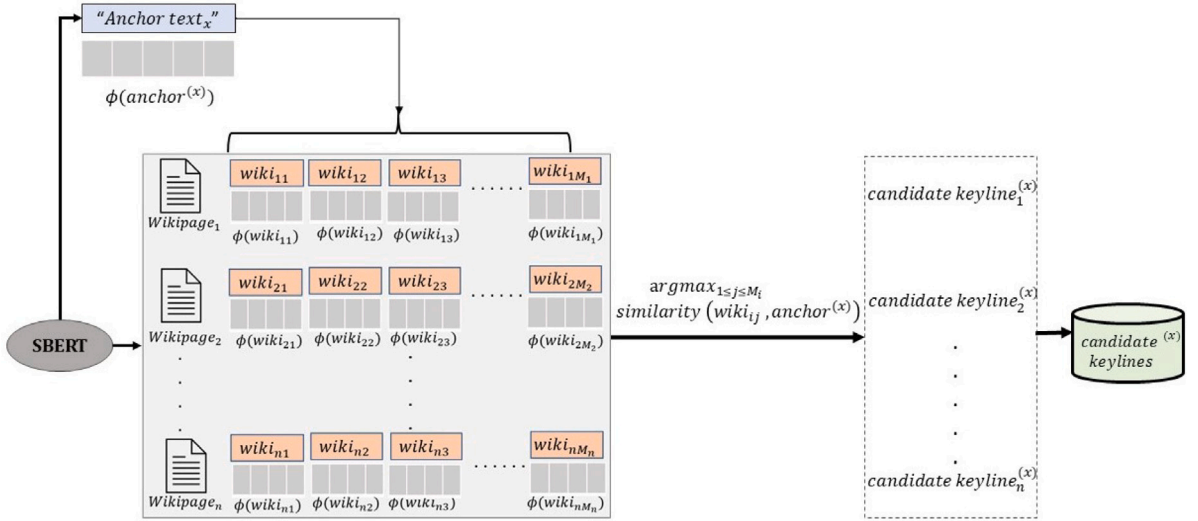 "Anchor textₓ"
ϕ(anchor⁽ˣ⁾)
wiki₁₁ wiki₁₂ wiki₁₃ ...... wiki₁M₁
Wikipage₁ ϕ(wiki₁₁) ϕ(wiki₁₂) ϕ(wiki₁₃) ϕ(wiki₁M₁)
wiki₂₁ wiki₂₂ wiki₂₃ ...... wiki₂M₂
Wikipage₂ ϕ(wiki₂₁) ϕ(wiki₂₂) ϕ(wiki₂₃) ϕ(wiki₂M₂)
wikiₙ₁ wikiₙ₂ wikiₙ₃ ...... wikiₙMₙ
Wikipageₙ ϕ(wikiₙ₁) ϕ(wikiₙ₂) ϕ(wikiₙ₃) ϕ(wikiₙMₙ)
SBERT
argmax₁≤ⱼ≤Mᵢ
similarity (wikiᵢⱼ, anchor⁽ˣ⁾)
candidate keyline₁⁽ˣ⁾
candidate keyline₂⁽ˣ⁾
candidate keylineₙ⁽ˣ⁾
candidate ⁽ˣ⁾
keylines